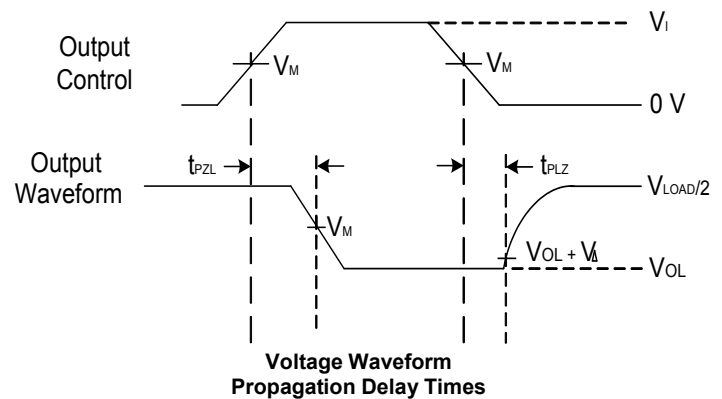 Output
Control
VM
VM
VI
0 V
Output
Waveform
tPZL
tPLZ
VLOAD/2
VM
VOL + VΔ
VOL
Voltage Waveform
Propagation Delay Times